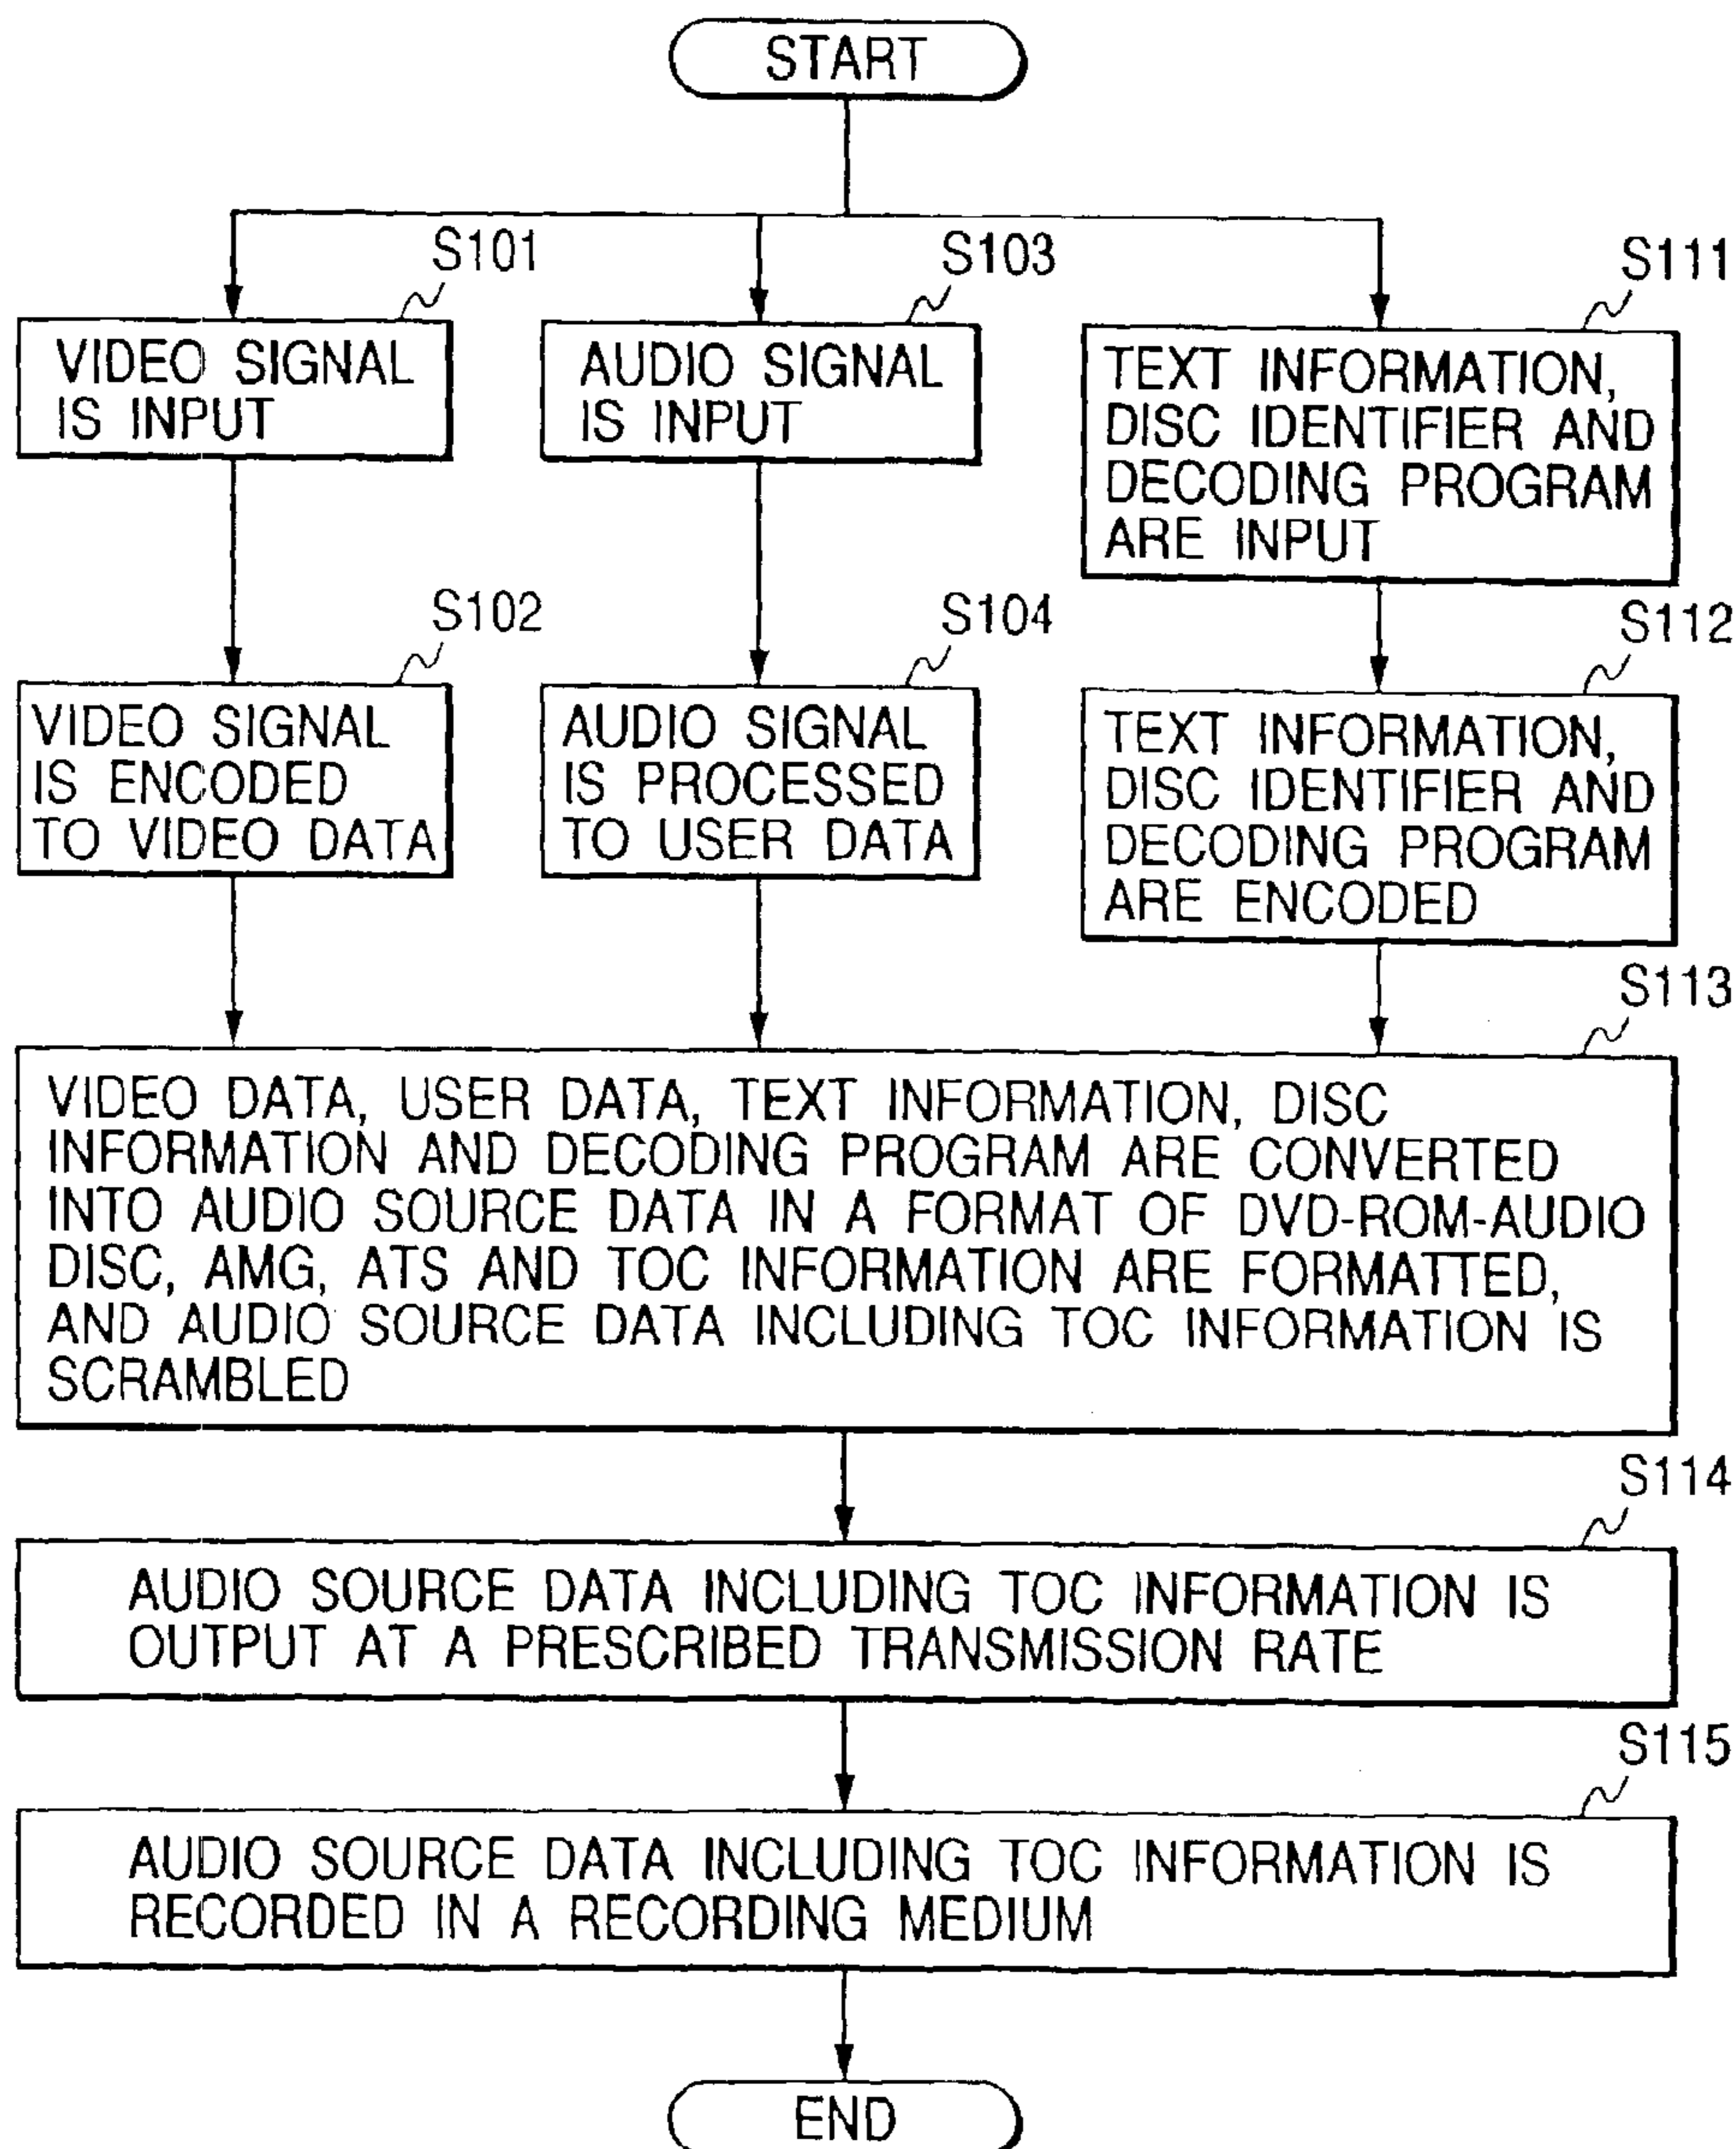 START
S101
VIDEO SIGNAL
IS INPUT
S103
AUDIO SIGNAL
IS INPUT
S111
TEXT INFORMATION,
DISC IDENTIFIER AND
DECODING PROGRAM
ARE INPUT
S102
VIDEO SIGNAL
IS ENCODED
TO VIDEO DATA
S104
AUDIO SIGNAL
IS PROCESSED
TO USER DATA
S112
TEXT INFORMATION,
DISC IDENTIFIER AND
DECODING PROGRAM
ARE ENCODED
S113
VIDEO DATA, USER DATA, TEXT INFORMATION, DISC
INFORMATION AND DECODING PROGRAM ARE CONVERTED
INTO AUDIO SOURCE DATA IN A FORMAT OF DVD-ROM-AUDIO
DISC, AMG, ATS AND TOC INFORMATION ARE FORMATTED,
AND AUDIO SOURCE DATA INCLUDING TOC INFORMATION IS
SCRAMBLED
S114
AUDIO SOURCE DATA INCLUDING TOC INFORMATION IS
OUTPUT AT A PRESCRIBED TRANSMISSION RATE
S115
AUDIO SOURCE DATA INCLUDING TOC INFORMATION IS
RECORDED IN A RECORDING MEDIUM
END